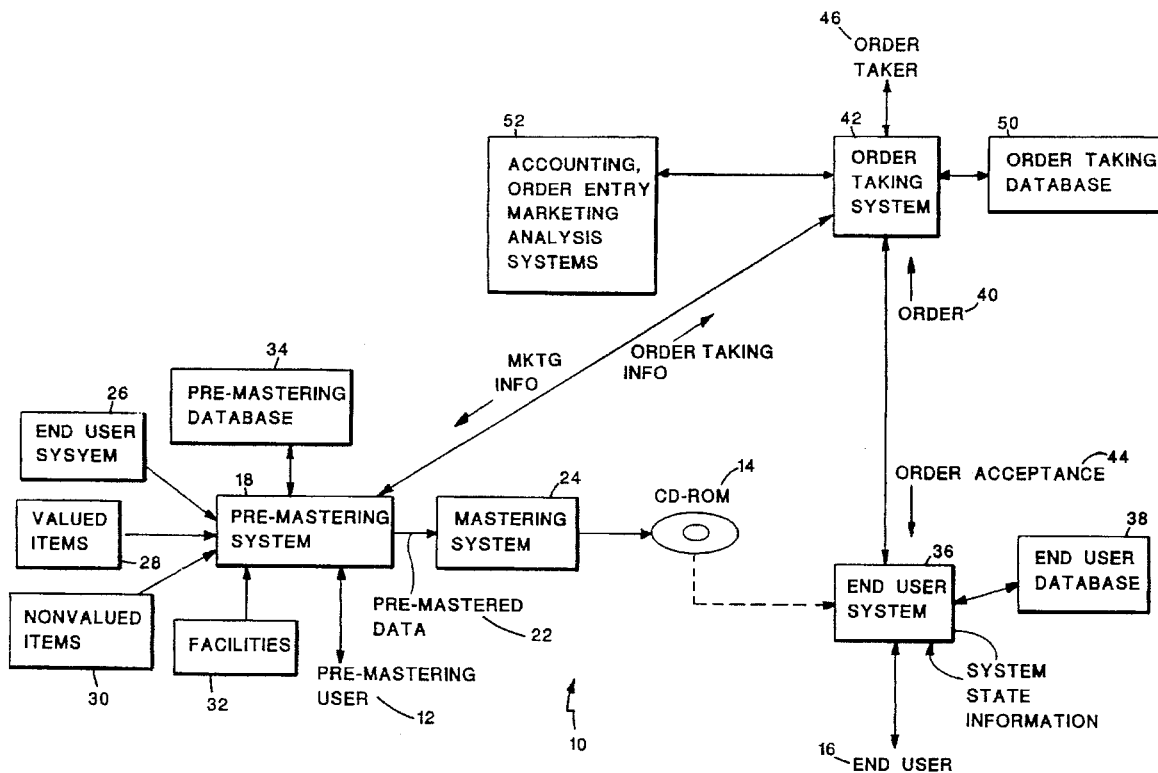 46
ORDER
TAKER
52
ACCOUNTING,
ORDER ENTRY
MARKETING
ANALYSIS
SYSTEMS
42
ORDER
TAKING
SYSTEM
50
ORDER TAKING
DATABASE
ORDER 40
MKTG
INFO
ORDER TAKING
INFO
34
PRE-MASTERING
DATABASE
26
END USER
SYSYEM
VALUED
ITEMS
28
NONVALUED
ITEMS
30
18
PRE-MASTERING
SYSTEM
FACILITIES
32
PRE-MASTERING
USER 12
PRE-MASTERED
DATA 22
24
MASTERING
SYSTEM
14
CD-ROM
10
ORDER ACCEPTANCE 44
36
END USER
SYSTEM
38
END USER
DATABASE
SYSTEM
STATE
INFORMATION
16 END USER